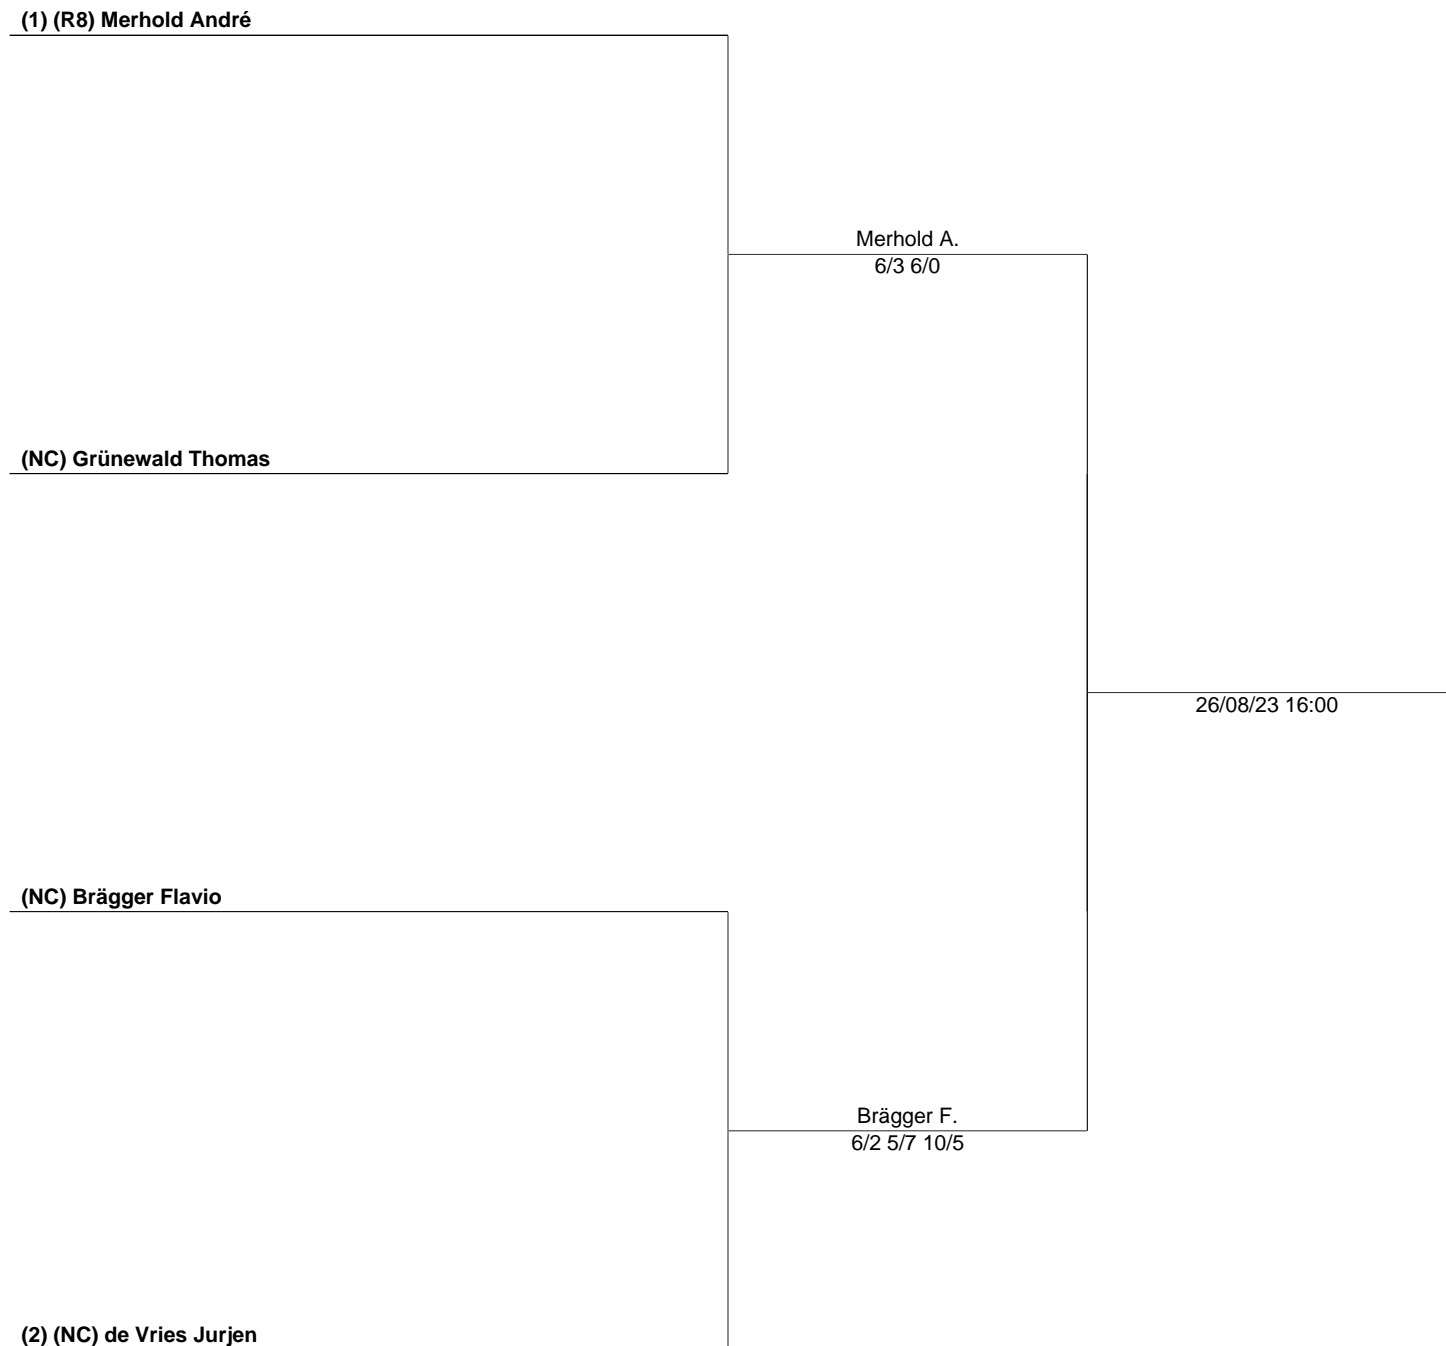 (1) (R8) Merhold André
Merhold A.
6/3 6/0
(NC) Grünewald Thomas
26/08/23 16:00
(NC) Brägger Flavio
Brägger F.
6/2 5/7 10/5
(2) (NC) de Vries Jurjen